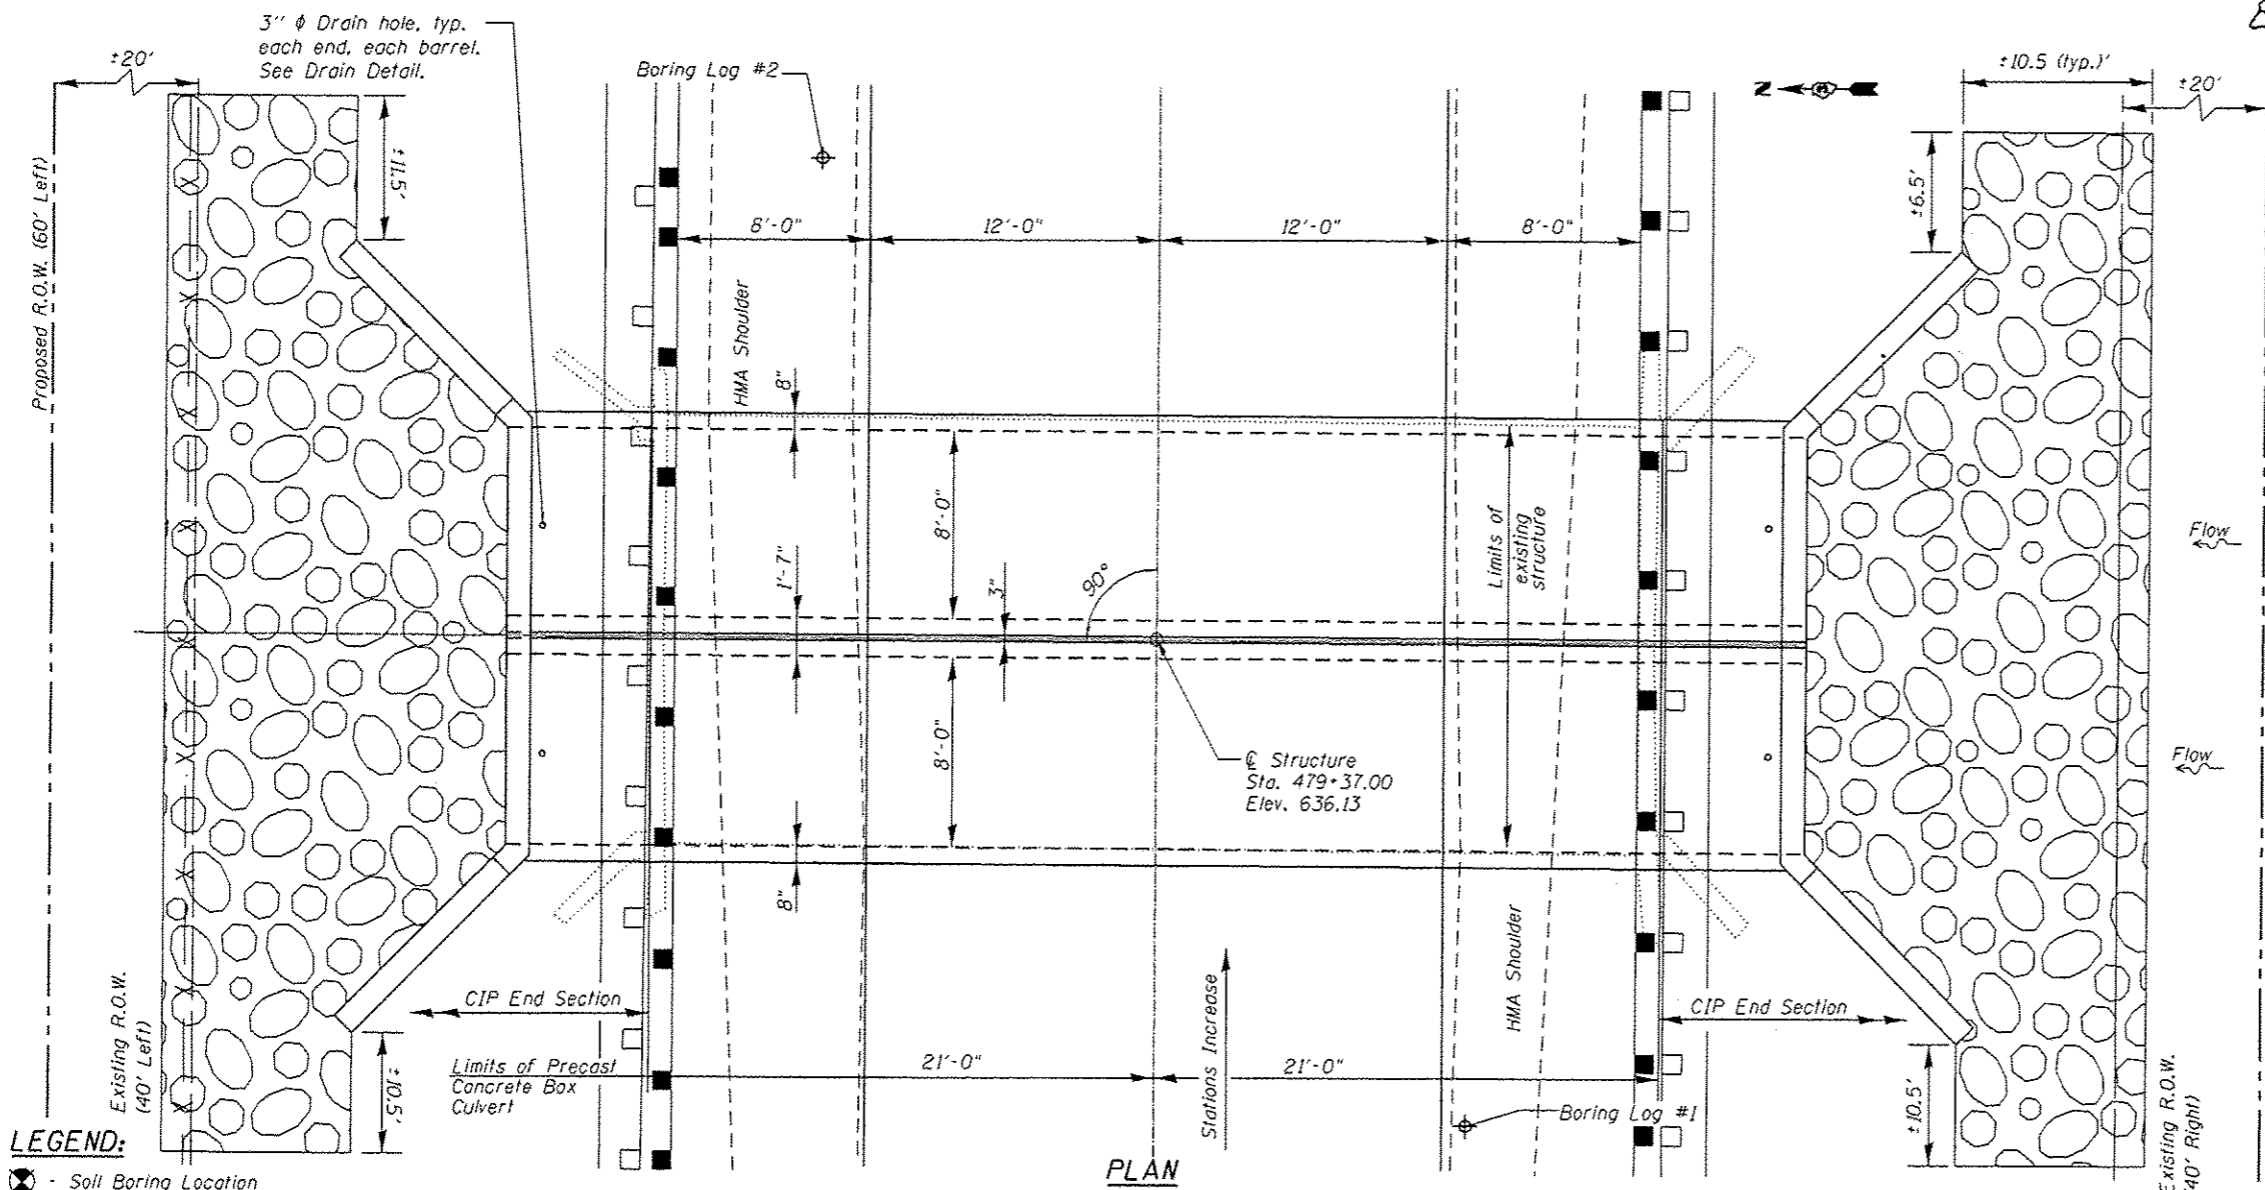 3" ϕ Drain hole, typ.
each end, each barrel.
See Drain Detail.
±20'
Boring Log #2
N
±10.5 (typ.)'
±20'
±11.5'
±6.5'
Proposed R.O.W. (60' Left)
8'-0"
12'-0"
12'-0"
8'-0"
HMA Shoulder
8"
8'-0"
1'-7"
3"
90°
Limits of
existing
structure
Flow
Flow
8'-0"
℄ Structure
Sta. 479+37.00
Elev. 636.13
8"
HMA Shoulder
Stations Increase
CIP End Section
CIP End Section
Existing R.O.W.
(40' Left)
Limits of Precast
Concrete Box
Culvert
21'-0"
21'-0"
±10.5'
±10.5'
Boring Log #1
Existing R.O.W.
(40' Right)
LEGEND:
- Soil Boring Location
PLAN